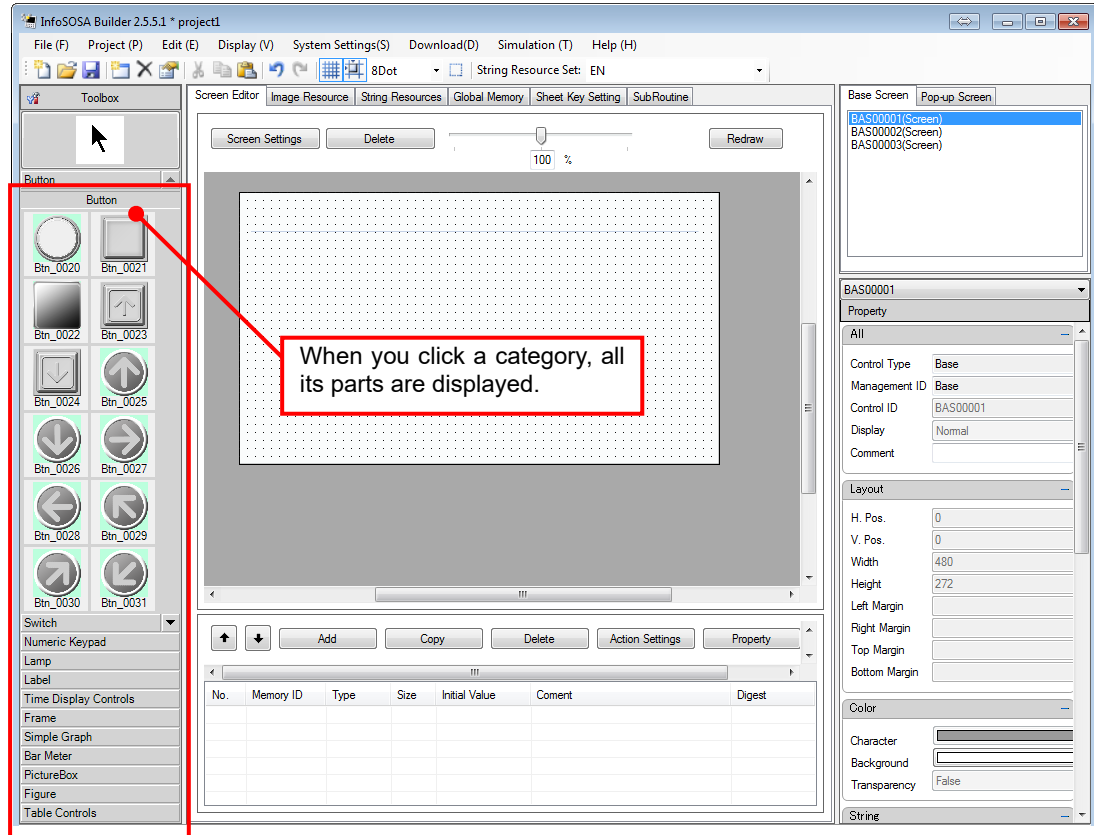 InfoSOSA Builder 2.5.5.1 * project1
File (F) Project (P) Edit (E) Display (V) System Settings(S) Download(D) Simulation (T) Help (H)
8Dot String Resource Set: EN
Toolbox
Button
Button
Btn_0020 Btn_0021
Btn_0022 Btn_0023
Btn_0024 Btn_0025
Btn_0026 Btn_0027
Btn_0028 Btn_0029
Btn_0030 Btn_0031
Switch
Numeric Keypad
Lamp
Label
Time Display Controls
Frame
Simple Graph
Bar Meter
PictureBox
Figure
Table Controls
Screen Editor Image Resource String Resources Global Memory Sheet Key Setting SubRoutine
Screen Settings Delete Redraw
100 %
When you click a category, all
its parts are displayed.
Add Copy Delete Action Settings Property
No. Memory ID Type Size Initial Value Coment Digest
Base Screen Pop-up Screen
BAS00001(Screen)
BAS00002(Screen)
BAS00003(Screen)
BAS00001
Property
All
Control Type Base
Management ID Base
Control ID BAS00001
Display Normal
Comment
Layout
H. Pos. 0
V. Pos. 0
Width 480
Height 272
Left Margin
Right Margin
Top Margin
Bottom Margin
Color
Character
Background
Transparency False
String